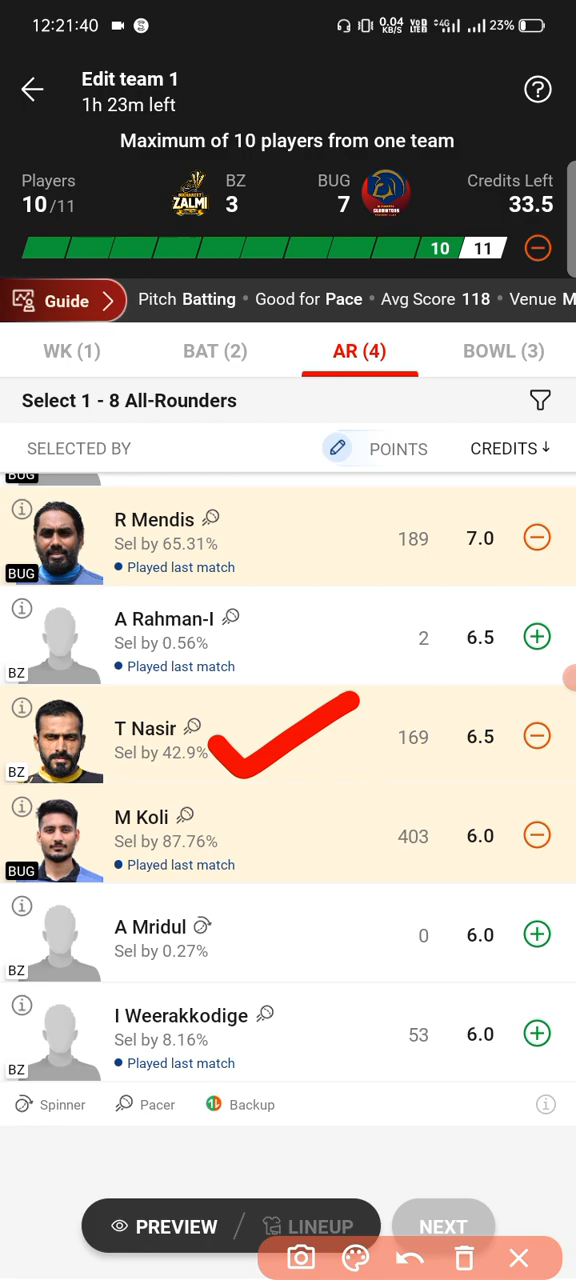 12:21:40 0.04 KB/S Vo) LTE 4G 23%
Edit team 1
1h 23m left
Maximum of 10 players from one team
Players BZ BUG Credits Left
10/11 ZALMI 3 7 33.5
10 11
Guide Pitch Batting • Good for Pace • Avg Score 118 • Venue M
WK (1) BAT (2) AR (4) BOWL (3)
Select 1 - 8 All-Rounders
SELECTED BY POINTS CREDITS↓
BUG
R Mendis
Sel by 65.31% 189 7.0
BUG Played last match
A Rahman-I
Sel by 0.56% 2 6.5
BZ Played last match
T Nasir
Sel by 42.9% 169 6.5
BZ
M Koli
Sel by 87.76% 403 6.0
BUG Played last match
A Mridul
Sel by 0.27% 0 6.0
BZ
I Weerakkodige
Sel by 8.16% 53 6.0
BZ Played last match
Spinner Pacer Backup
PREVIEW / LINEUP NEXT